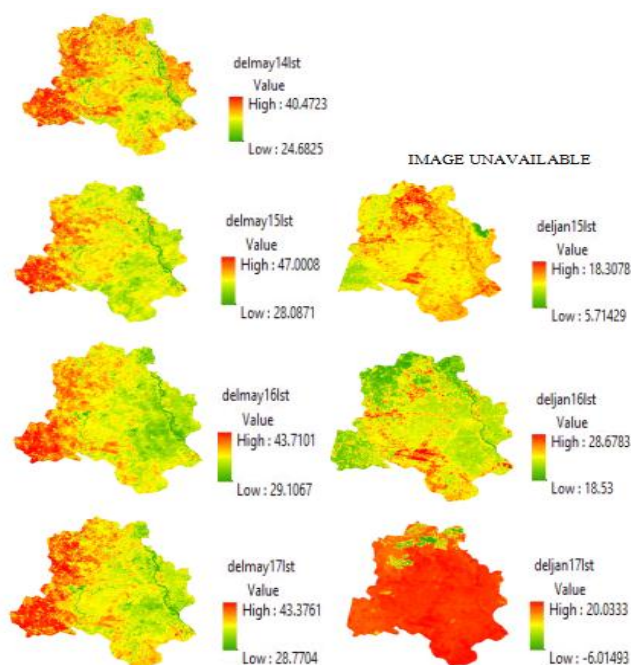 delmay14lst
Value
High : 40.4723
Low : 24.6825
IMAGE UNAVAILABLE
delmay15lst
Value
High : 47.0008
Low : 28.0871
deljan15lst
Value
High : 18.3078
Low : 5.71429
delmay16lst
Value
High : 43.7101
Low : 29.1067
deljan16lst
Value
High : 28.6783
Low : 18.53
delmay17lst
Value
High : 43.3761
Low : 28.7704
deljan17lst
Value
High : 20.0333
Low : -6.01493